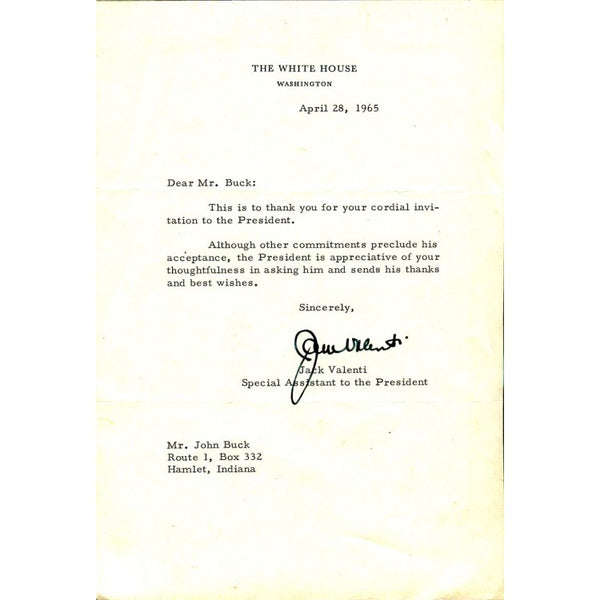 THE WHITE HOUSE
WASHINGTON
April 28, 1965
Dear Mr. Buck:
This is to thank you for your cordial invi-
tation to the President.
Although other commitments preclude his
acceptance, the President is appreciative of your
thoughtfulness in asking him and sends his thanks
and best wishes.
Sincerely,
Jack Valenti
Jack Valenti
Special Assistant to the President
Mr. John Buck
Route 1, Box 332
Hamlet, Indiana